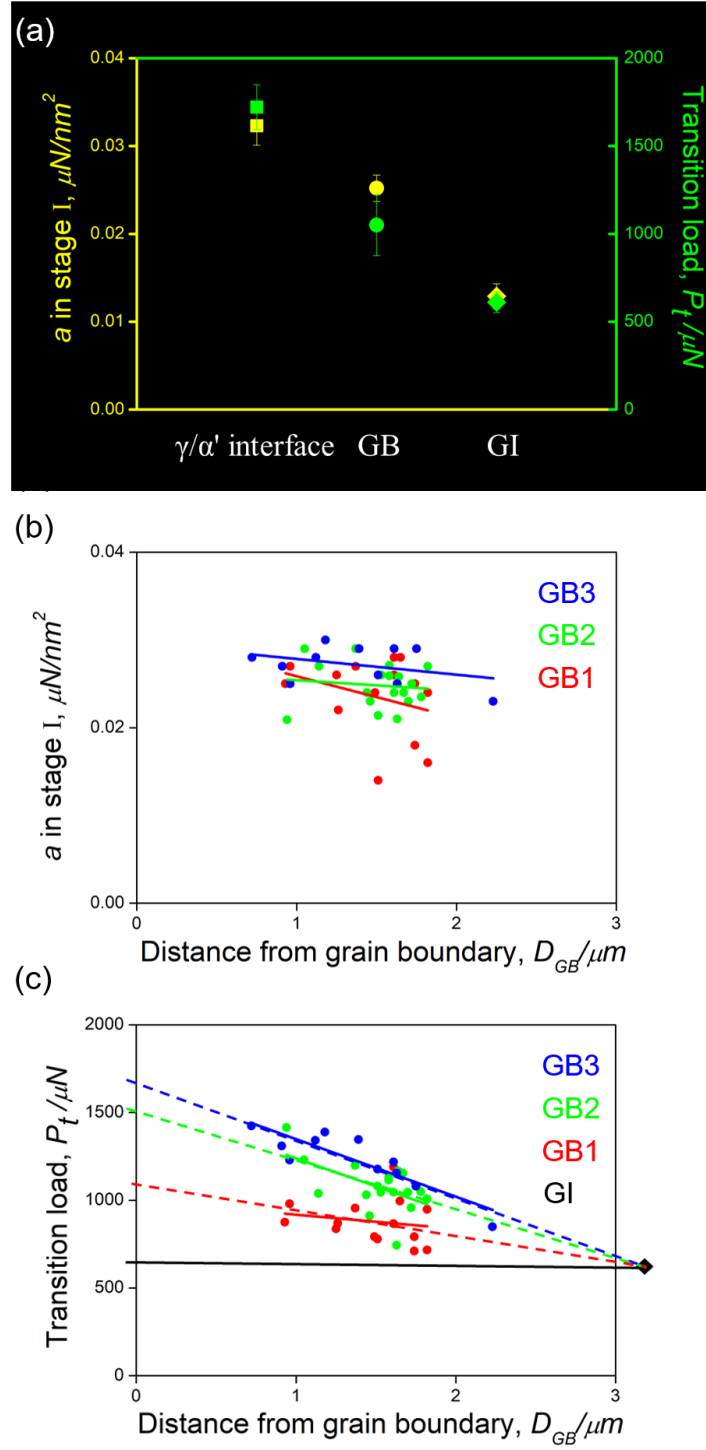 (a)
0.04
0.03
0.02
0.01
0.00
a in stage I, μN/nm²
2000
1500
1000
500
0
Transition load, Pt /μN
γ/α' interface GB GI
(b)
0.04
0.02
0.00
a in stage I, μN/nm²
GB3
GB2
GB1
0 1 2 3
Distance from grain boundary, DGB/μm
(c)
2000
1500
1000
500
0
Transition load, Pt /μN
GB3
GB2
GB1
GI
0 1 2 3
Distance from grain boundary, DGB/μm